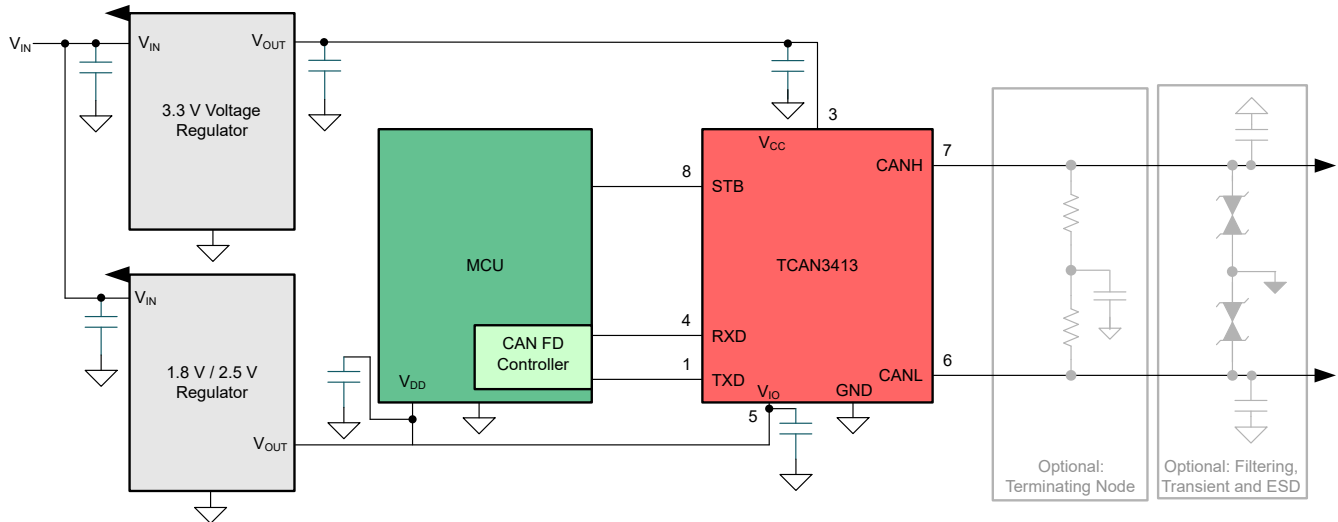 VIN
VIN
VOUT
3.3 V Voltage
Regulator
VIN
1.8 V / 2.5 V
Regulator
VOUT
MCU
CAN FD
Controller
VDD
8
4
1
5
3
VCC
STB
CANH
TCAN3413
RXD
TXD
VIO
GND
CANL
7
6
Optional:
Terminating Node
Optional: Filtering,
Transient and ESD